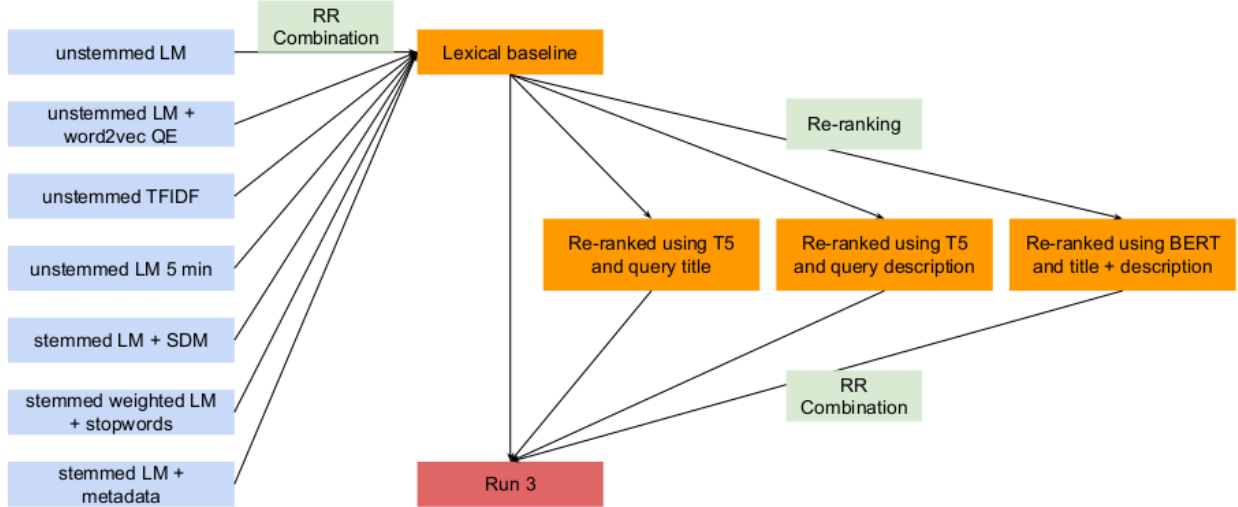 unstemmed LM
RR
Combination
Lexical baseline
unstemmed LM +
word2vec QE
Re-ranking
unstemmed TFIDF
unstemmed LM 5 min
Re-ranked using T5
and query title
Re-ranked using T5
and query description
Re-ranked using BERT
and title + description
stemmed LM + SDM
stemmed weighted LM
+ stopwords
RR
Combination
stemmed LM +
metadata
Run 3